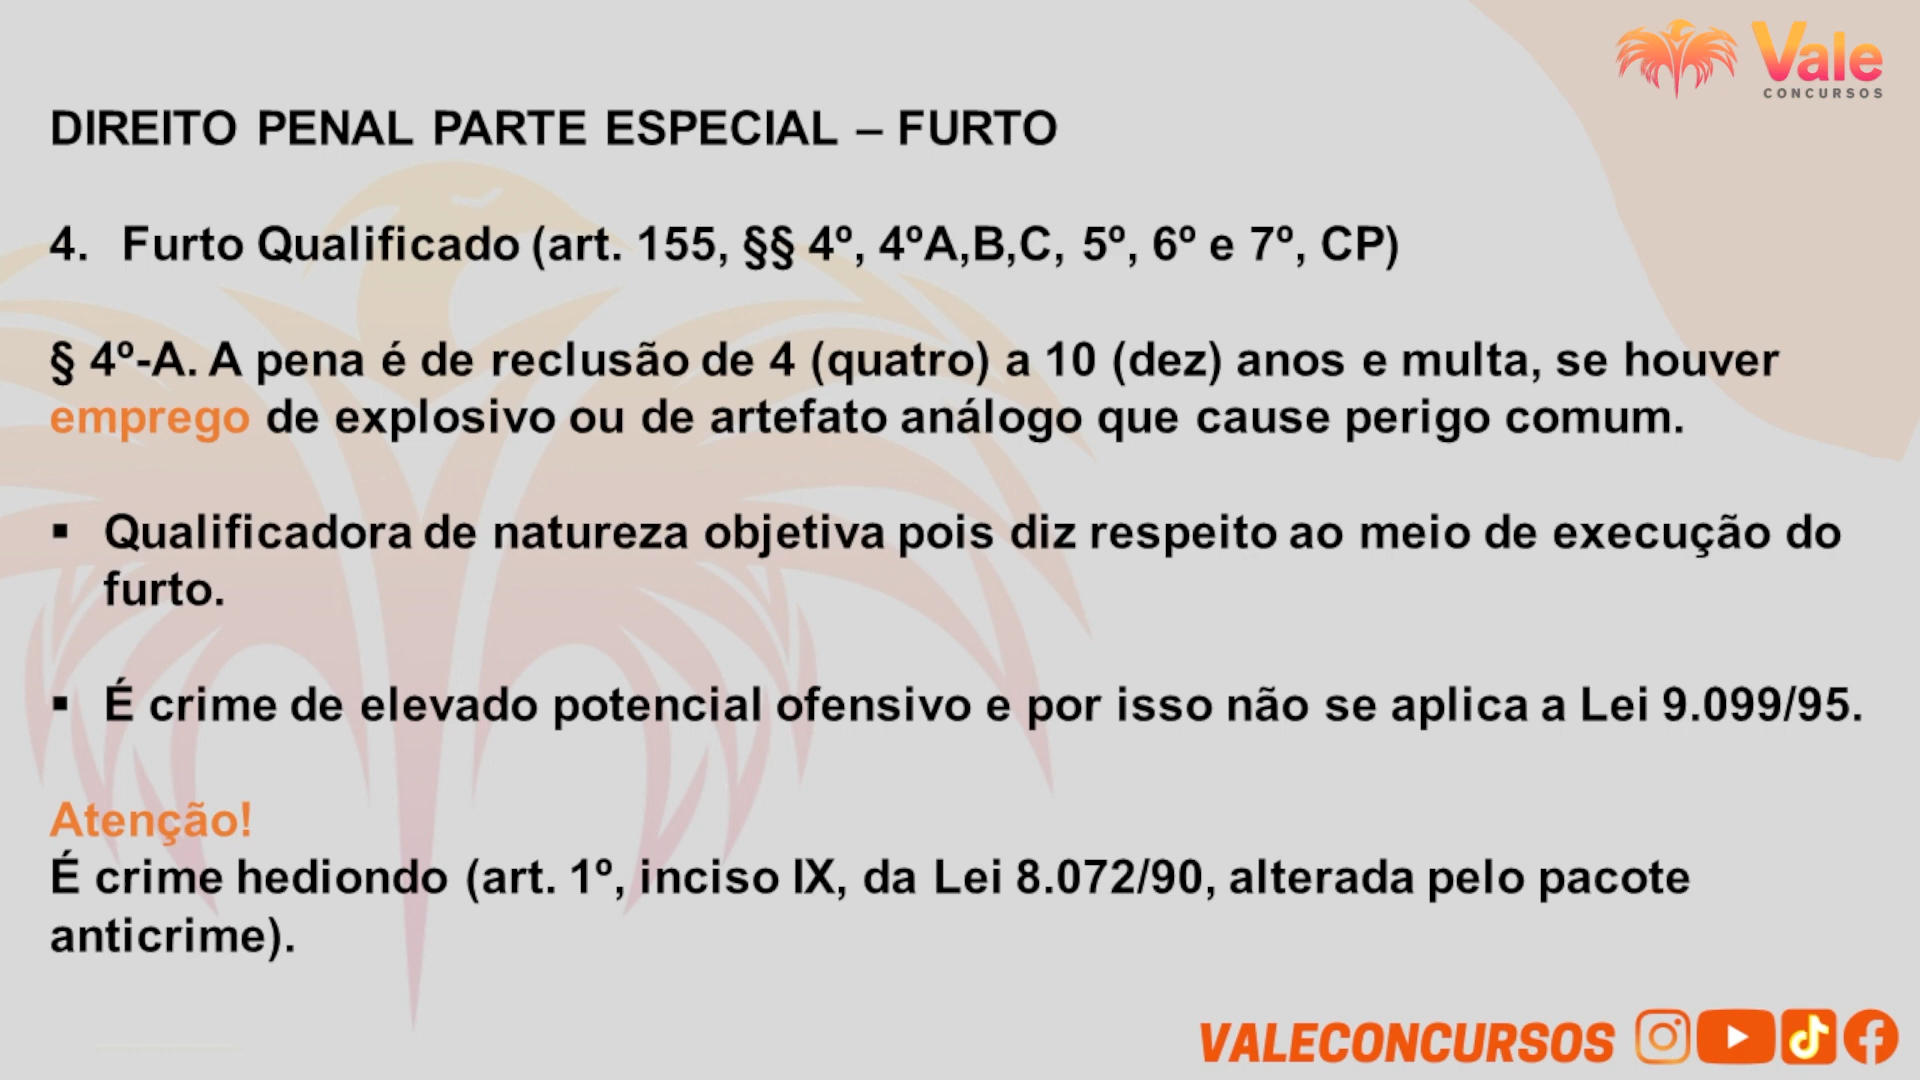 Vale
CONCURSOS
DIREITO PENAL PARTE ESPECIAL – FURTO
4. Furto Qualificado (art. 155, §§ 4º, 4ºA,B,C, 5º, 6º e 7º, CP)
§ 4º-A. A pena é de reclusão de 4 (quatro) a 10 (dez) anos e multa, se houver
emprego de explosivo ou de artefato análogo que cause perigo comum.
▪ Qualificadora de natureza objetiva pois diz respeito ao meio de execução do
furto.
▪ É crime de elevado potencial ofensivo e por isso não se aplica a Lei 9.099/95.
Atenção!
É crime hediondo (art. 1º, inciso IX, da Lei 8.072/90, alterada pelo pacote
anticrime).
VALECONCURSOS